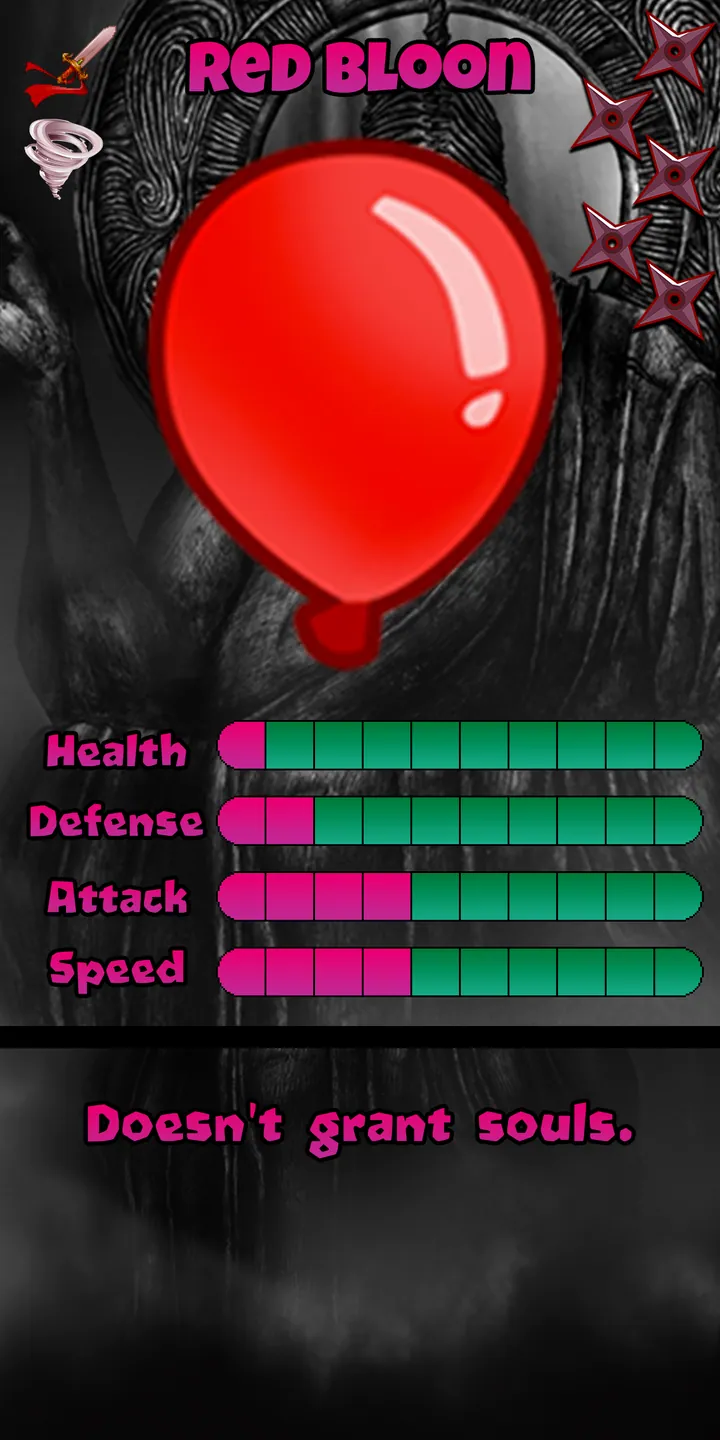 Red Bloon
Health
Defense
Attack
Speed
Doesn't grant souls.